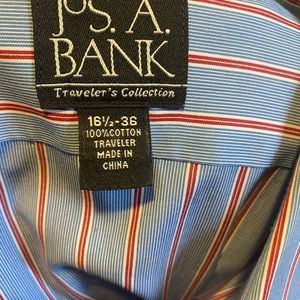 JoS. A.
BANK
Traveler's Collection
16½-36
100%COTTON
TRAVELER
MADE IN
CHINA